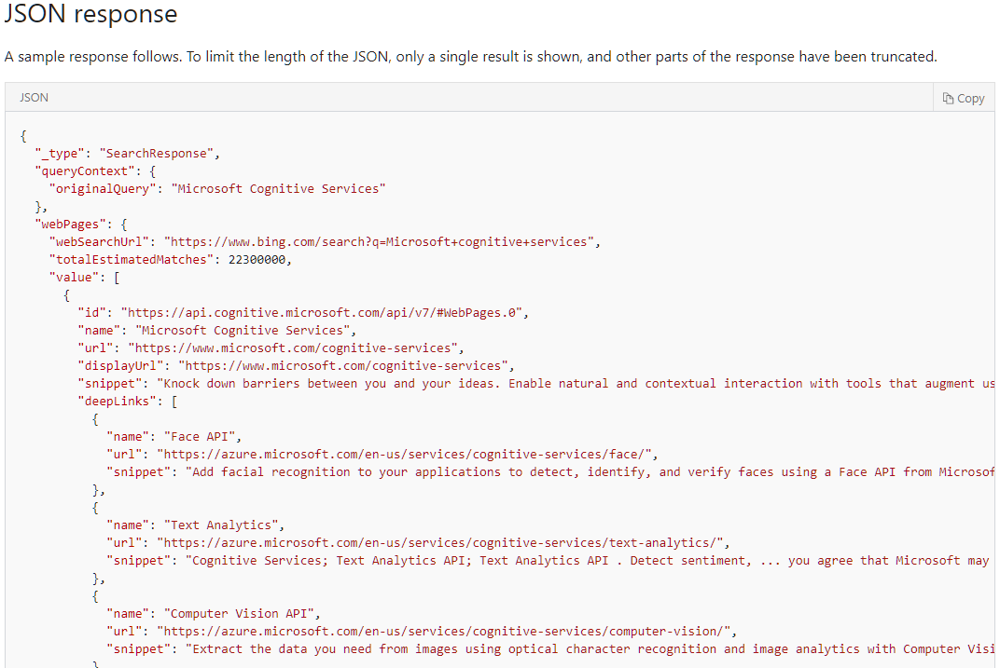 JSON response
A sample response follows. To limit the length of the JSON, only a single result is shown, and other parts of the response have been truncated.
JSON
Copy
{
"_type": "SearchResponse",
"queryContext": {
"originalQuery": "Microsoft Cognitive Services"
},
"webPages": {
"webSearchUrl": "https://www.bing.com/search?q=Microsoft+cognitive+services",
"totalEstimatedMatches": 22300000,
"value": [
{
"id": "https://api.cognitive.microsoft.com/api/v7/#WebPages.0",
"name": "Microsoft Cognitive Services",
"url": "https://www.microsoft.com/cognitive-services",
"displayUrl": "https://www.microsoft.com/cognitive-services",
"snippet": "Knock down barriers between you and your ideas. Enable natural and contextual interaction with tools that augment us
"deepLinks": [
{
"name": "Face API",
"url": "https://azure.microsoft.com/en-us/services/cognitive-services/face/",
"snippet": "Add facial recognition to your applications to detect, identify, and verify faces using a Face API from Microsof
},
{
"name": "Text Analytics",
"url": "https://azure.microsoft.com/en-us/services/cognitive-services/text-analytics/",
"snippet": "Cognitive Services; Text Analytics API; Text Analytics API . Detect sentiment, ... you agree that Microsoft may
},
{
"name": "Computer Vision API",
"url": "https://azure.microsoft.com/en-us/services/cognitive-services/computer-vision/",
"snippet": "Extract the data you need from images using optical character recognition and image analytics with Computer Visi
}